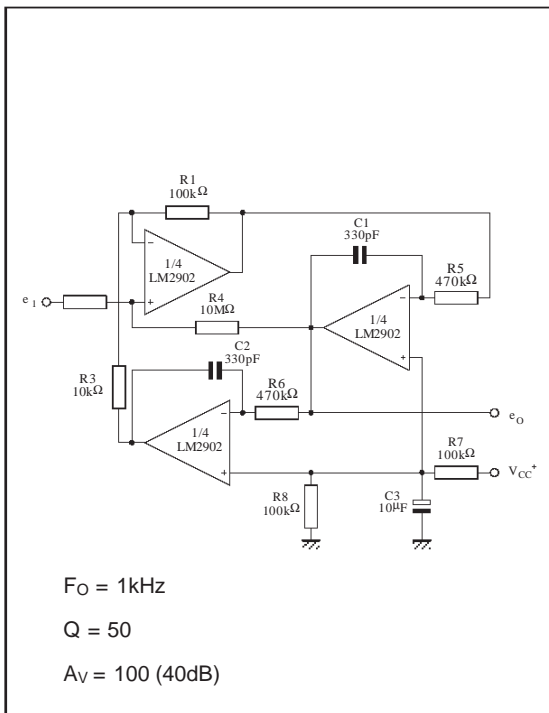 R1
100kΩ
C1
330pF
1/4
LM2902
R5
470kΩ
e I
R4
10MΩ
1/4
LM2902
C2
330pF
R3
10kΩ
R6
470kΩ
1/4
LM2902
eO
R7
100kΩ
VCC+
R8
100kΩ
C3
10µF
FO = 1kHz
Q = 50
AV = 100 (40dB)